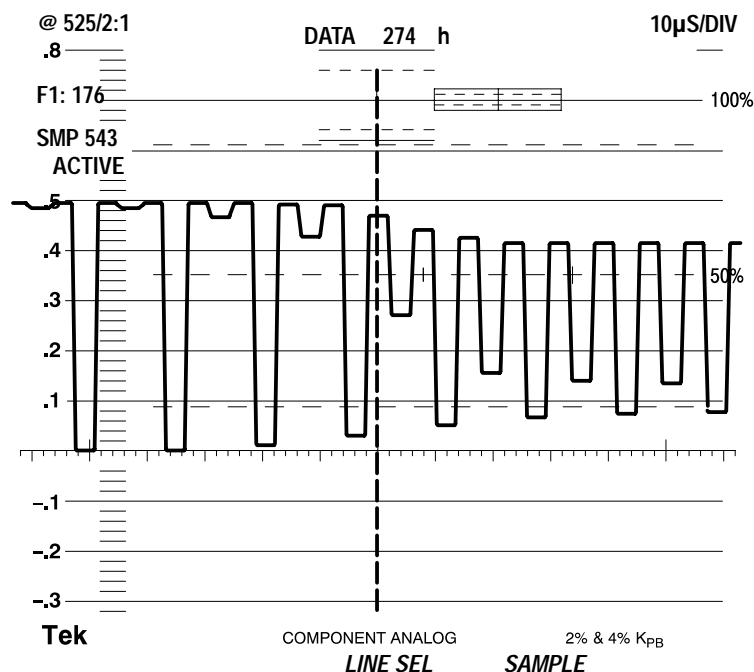 @ 525/2:1
DATA 274 h
10µS/DIV
.8
F1: 176
100%
SMP 543
ACTIVE
.5
.4
50%
.3
.2
.1
–.1
–.2
–.3
Tek
COMPONENT ANALOG
2% & 4% KPB
LINE SEL
SAMPLE